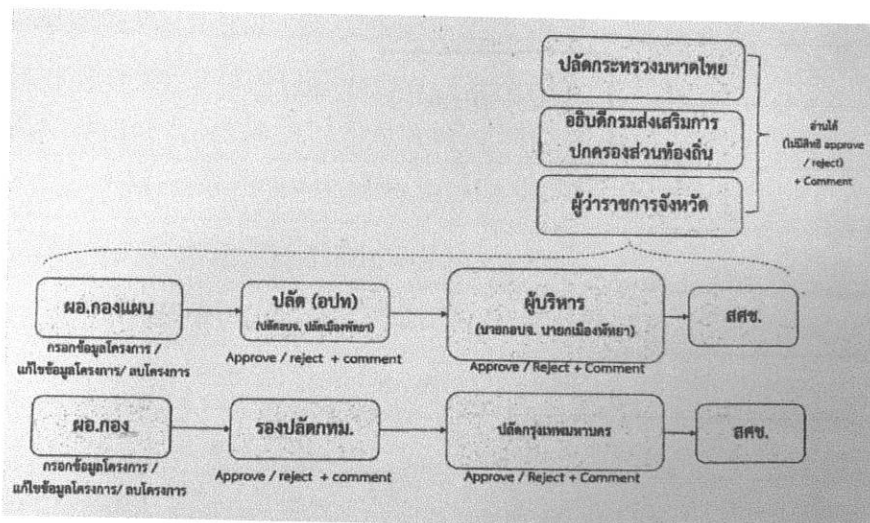 ปลัดกระทรวงมหาดไทย
อธิบดีกรมส่งเสริมการ
ปกครองส่วนท้องถิ่น
ผู้ว่าราชการจังหวัด
อ่านได้
(ไม่มีสิทธิ approve
/ reject)
+ Comment
ผอ.กองแผน
กรอกข้อมูลโครงการ /
แก้ไขข้อมูลโครงการ/ ลบโครงการ
ปลัด (อปท)
(ปลัดอบจ. ปลัดเมืองพัทยา)
Approve / reject + comment
ผู้บริหาร
(นายกอบจ. นายกเมืองพัทยา)
Approve / Reject + Comment
สศช.
ผอ.กอง
กรอกข้อมูลโครงการ /
แก้ไขข้อมูลโครงการ/ ลบโครงการ
รองปลัดกทม.
Approve / reject + comment
ปลัดกรุงเทพมหานคร
Approve / Reject + Comment
สศช.